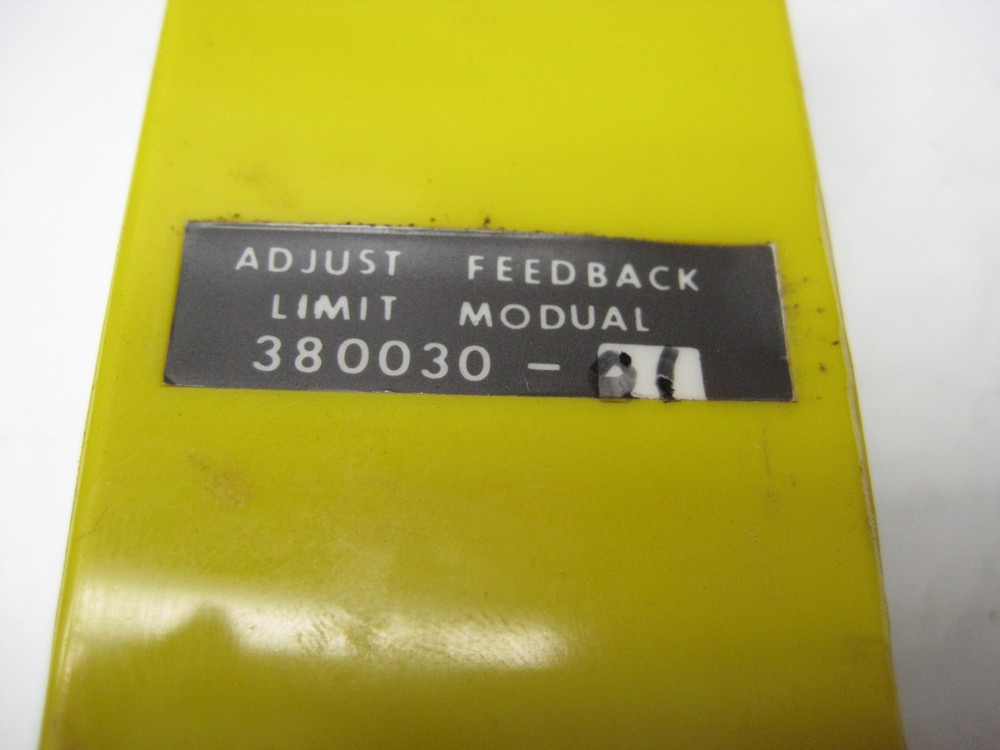 ADJUST FEEDBACK
LIMIT MODUAL
380030 -